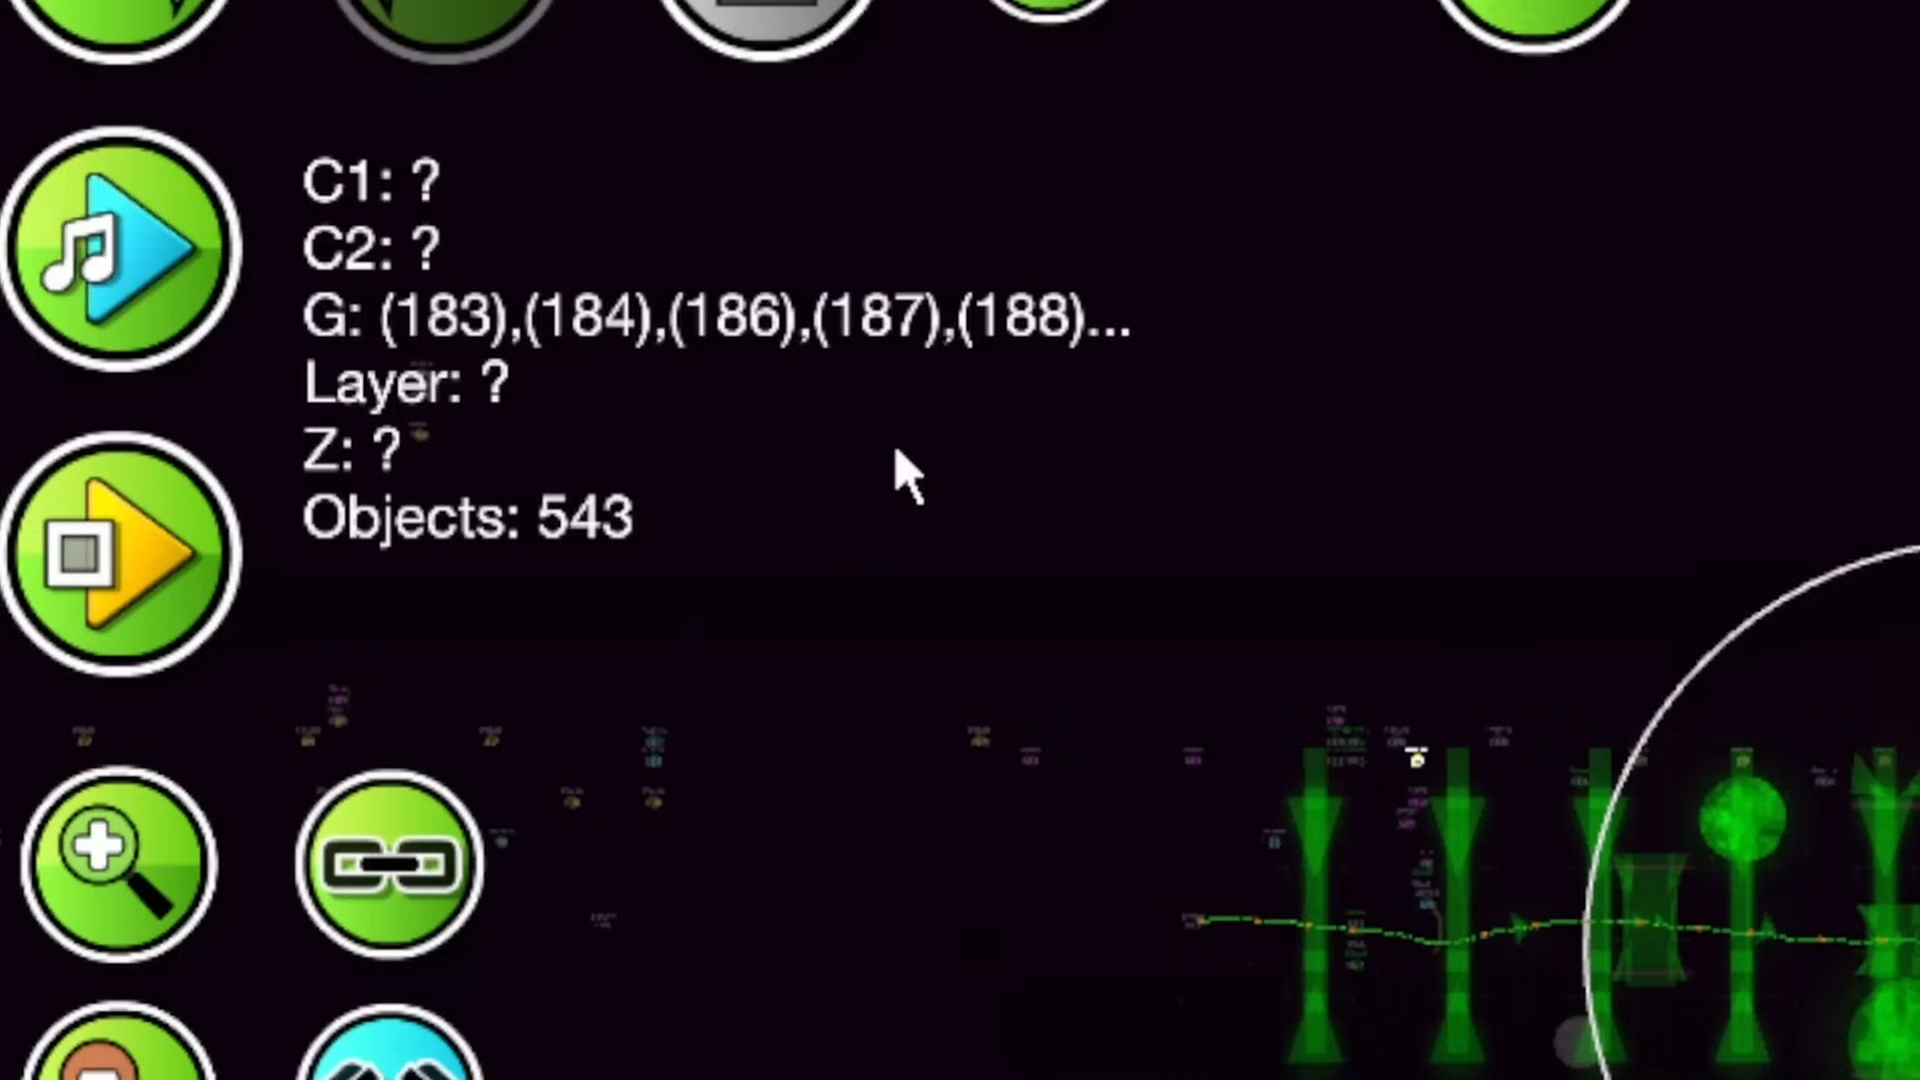 C1: ?
C2: ?
G: (183),(184),(186),(187),(188)...
Layer: ?
Z: ?
Objects: 543